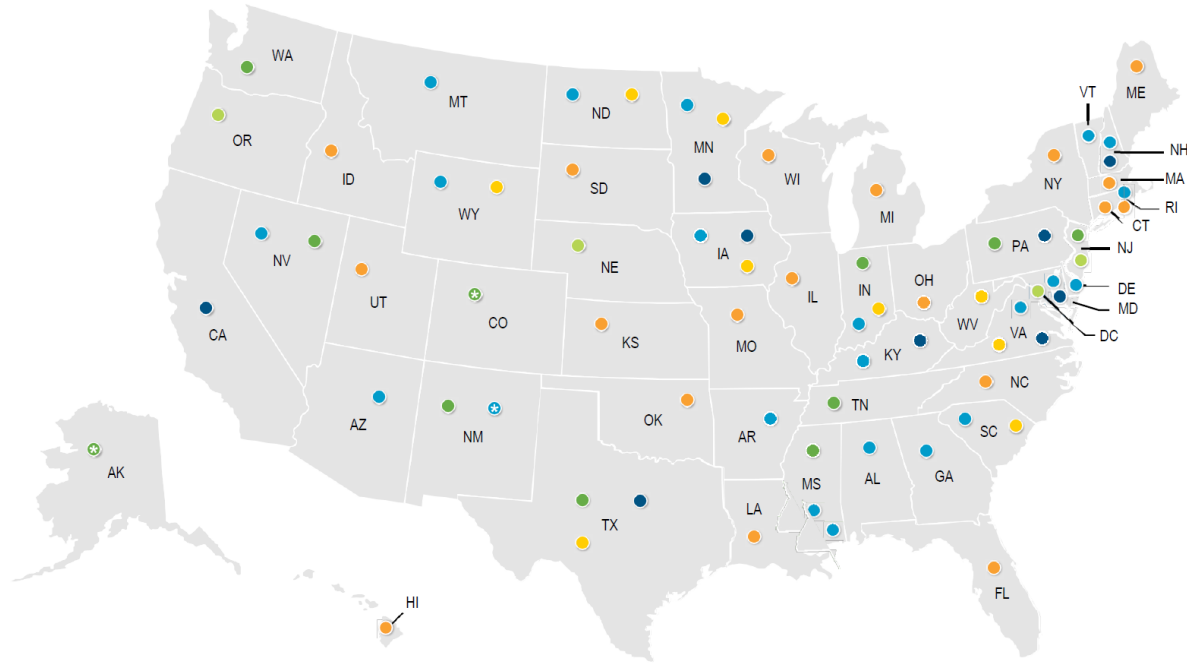 WA
ME
VT
MT
ND
OR
MN
NH
ID
WI
NY
MA
SD
MI
RI
WY
CT
PA
NJ
NV
NE
IA
OH
UT
IL
IN
DE
CO
MD
CA
WV
VA
DC
KS
MO
KY
NC
TN
OK
AZ
NM
AR
SC
AK
MS
AL
GA
LA
TX
FL
HI
*
*
*